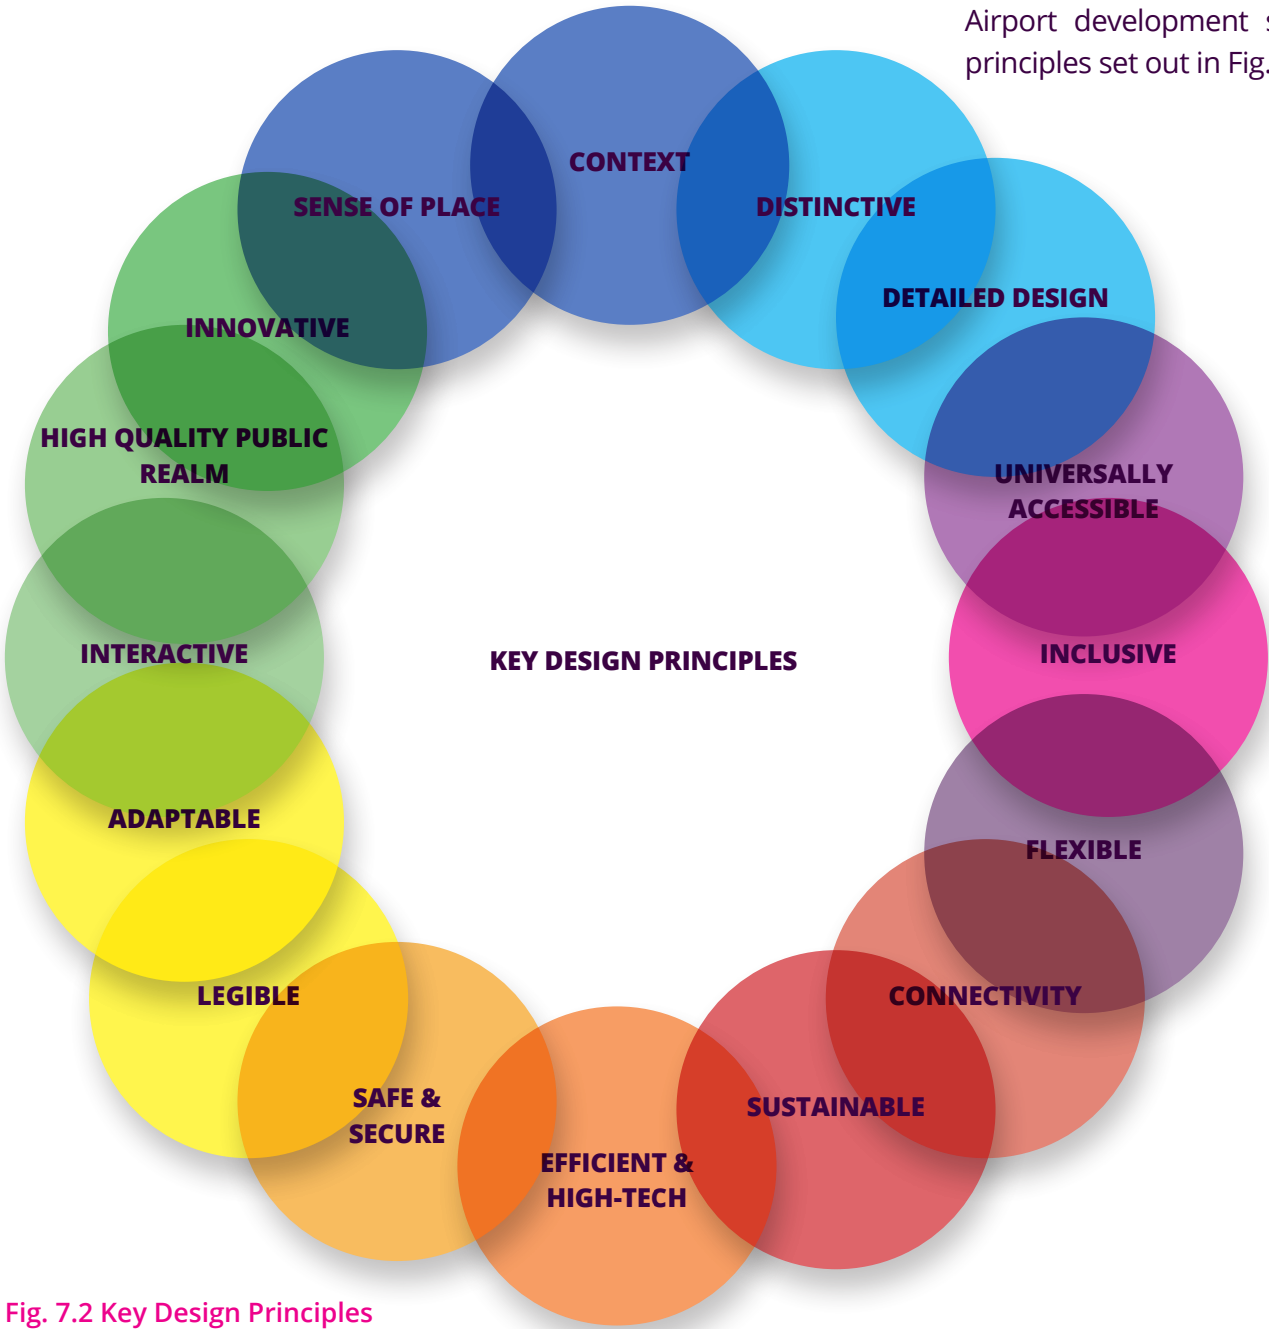 Airport development s
principles set out in Fig.
CONTEXT
SENSE OF PLACE
DISTINCTIVE
DETAILED DESIGN
INNOVATIVE
HIGH QUALITY PUBLIC
REALM
UNIVERSALLY
ACCESSIBLE
INTERACTIVE
KEY DESIGN PRINCIPLES
INCLUSIVE
ADAPTABLE
FLEXIBLE
LEGIBLE
CONNECTIVITY
SAFE &
SECURE
SUSTAINABLE
EFFICIENT &
HIGH-TECH
Fig. 7.2 Key Design Principles